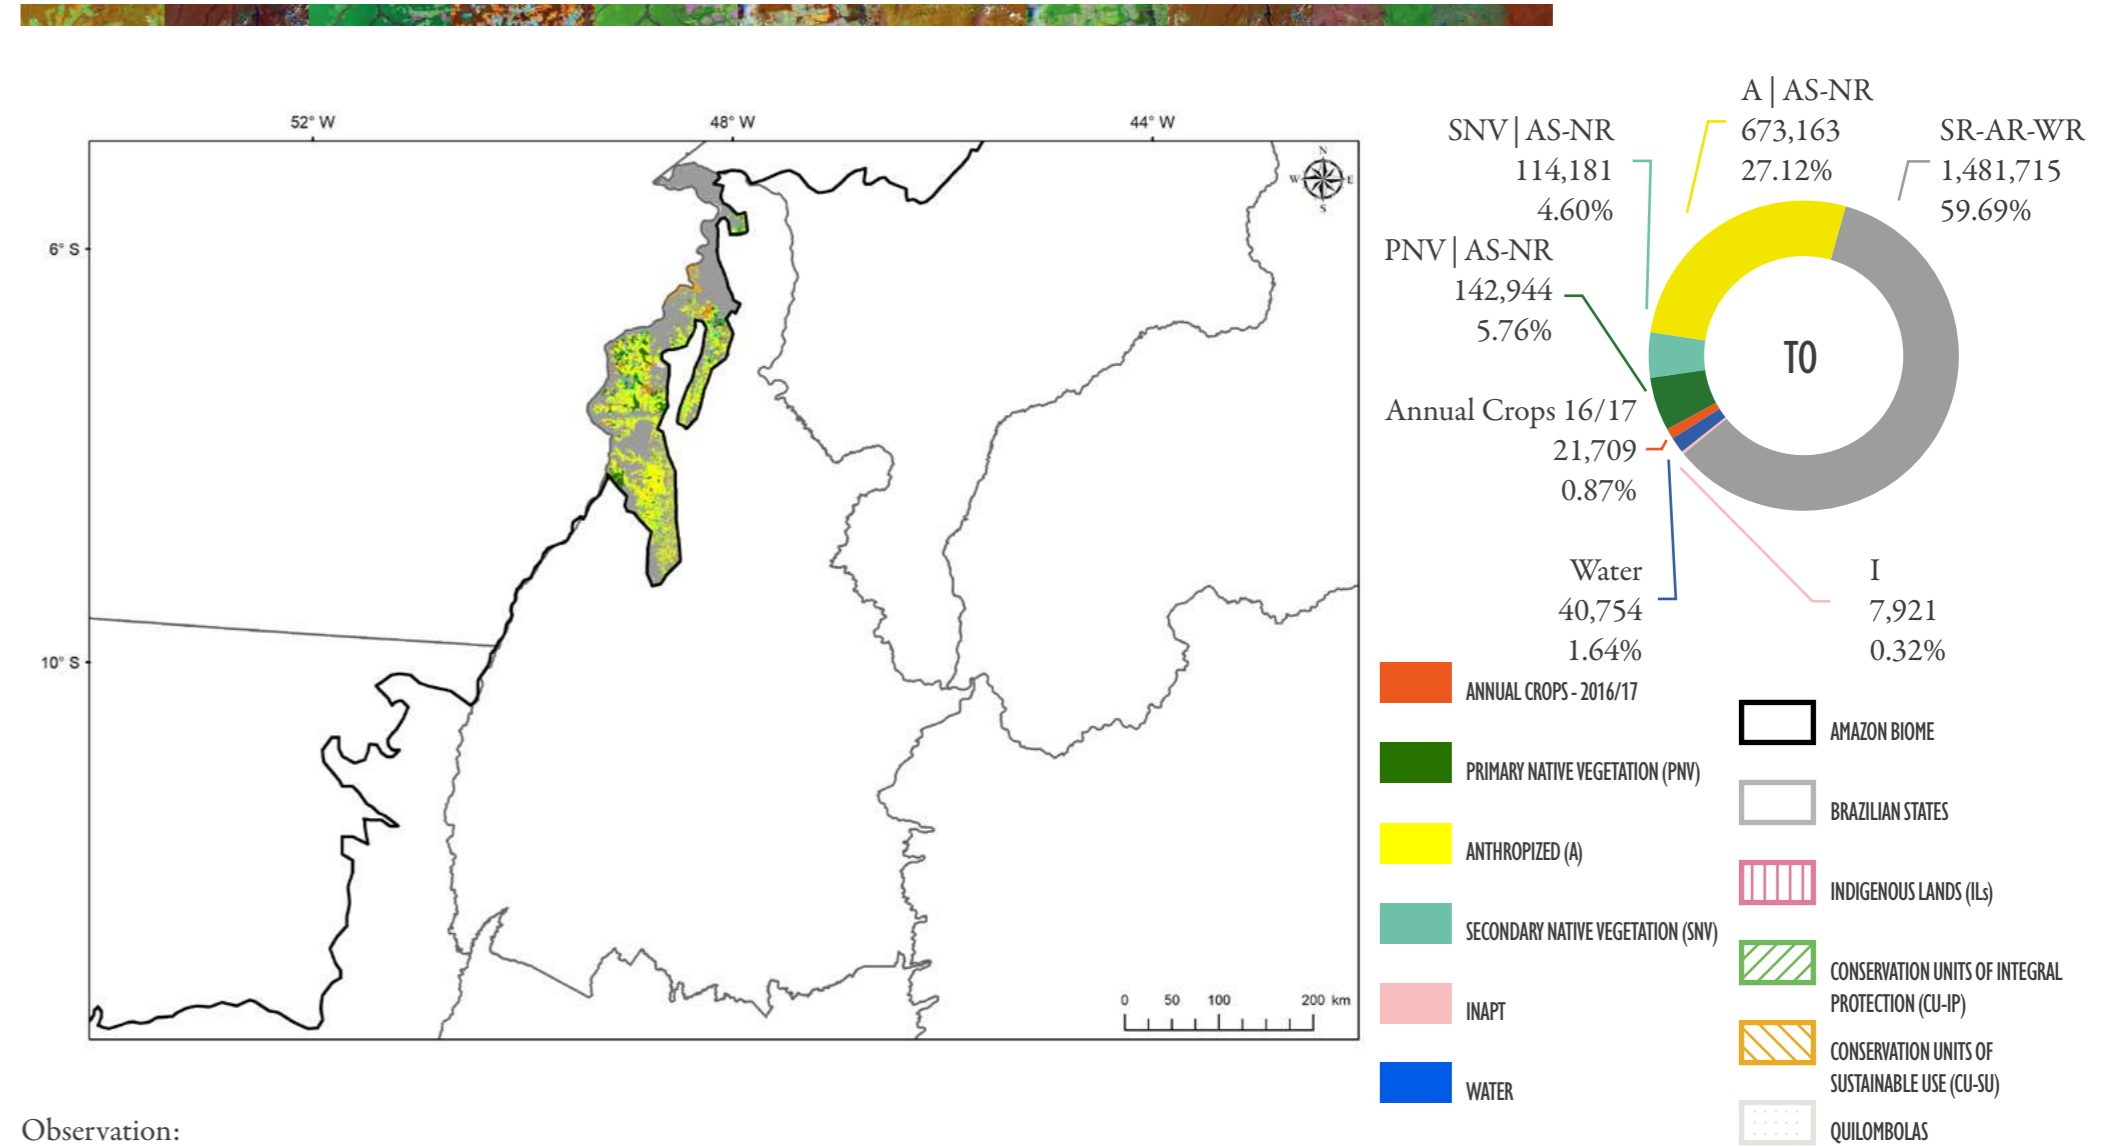 52° W
48° W
44° W
6° S
10° S
N
W
E
S
0 50 100 200 km
A | AS-NR
673,163
27.12%
SR-AR-WR
1,481,715
59.69%
SNV | AS-NR
114,181
4.60%
PNV | AS-NR
142,944
5.76%
TO
Annual Crops 16/17
21,709
0.87%
Water
40,754
1.64%
I
7,921
0.32%
ANNUAL CROPS - 2016/17
PRIMARY NATIVE VEGETATION (PNV)
ANTHROPIZED (A)
SECONDARY NATIVE VEGETATION (SNV)
INAPT
WATER
AMAZON BIOME
BRAZILIAN STATES
INDIGENOUS LANDS (ILs)
CONSERVATION UNITS OF INTEGRAL
PROTECTION (CU-IP)
CONSERVATION UNITS OF
SUSTAINABLE USE (CU-SU)
QUILOMBOLAS
Observation: